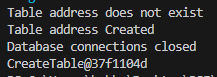 Table address does not exist
Table address Created
Database connections closed
CreateTable@37f1104d